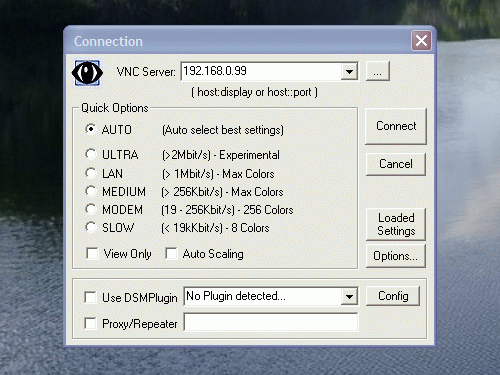 Connection
VNC Server: 192.168.0.99 ...
( host:display or host::port )
Quick Options
AUTO (Auto select best settings)
Connect
ULTRA (>2Mbit/s) - Experimental
Cancel
LAN (> 1Mbit/s) - Max Colors
MEDIUM (> 256Kbit/s) - Max Colors
MODEM (19 - 256Kbit/s) - 256 Colors
SLOW (< 19kKbit/s) - 8 Colors
Loaded
Settings
View Only Auto Scaling
Options...
Use DSMPlugin No Plugin detected... Config
Proxy/Repeater